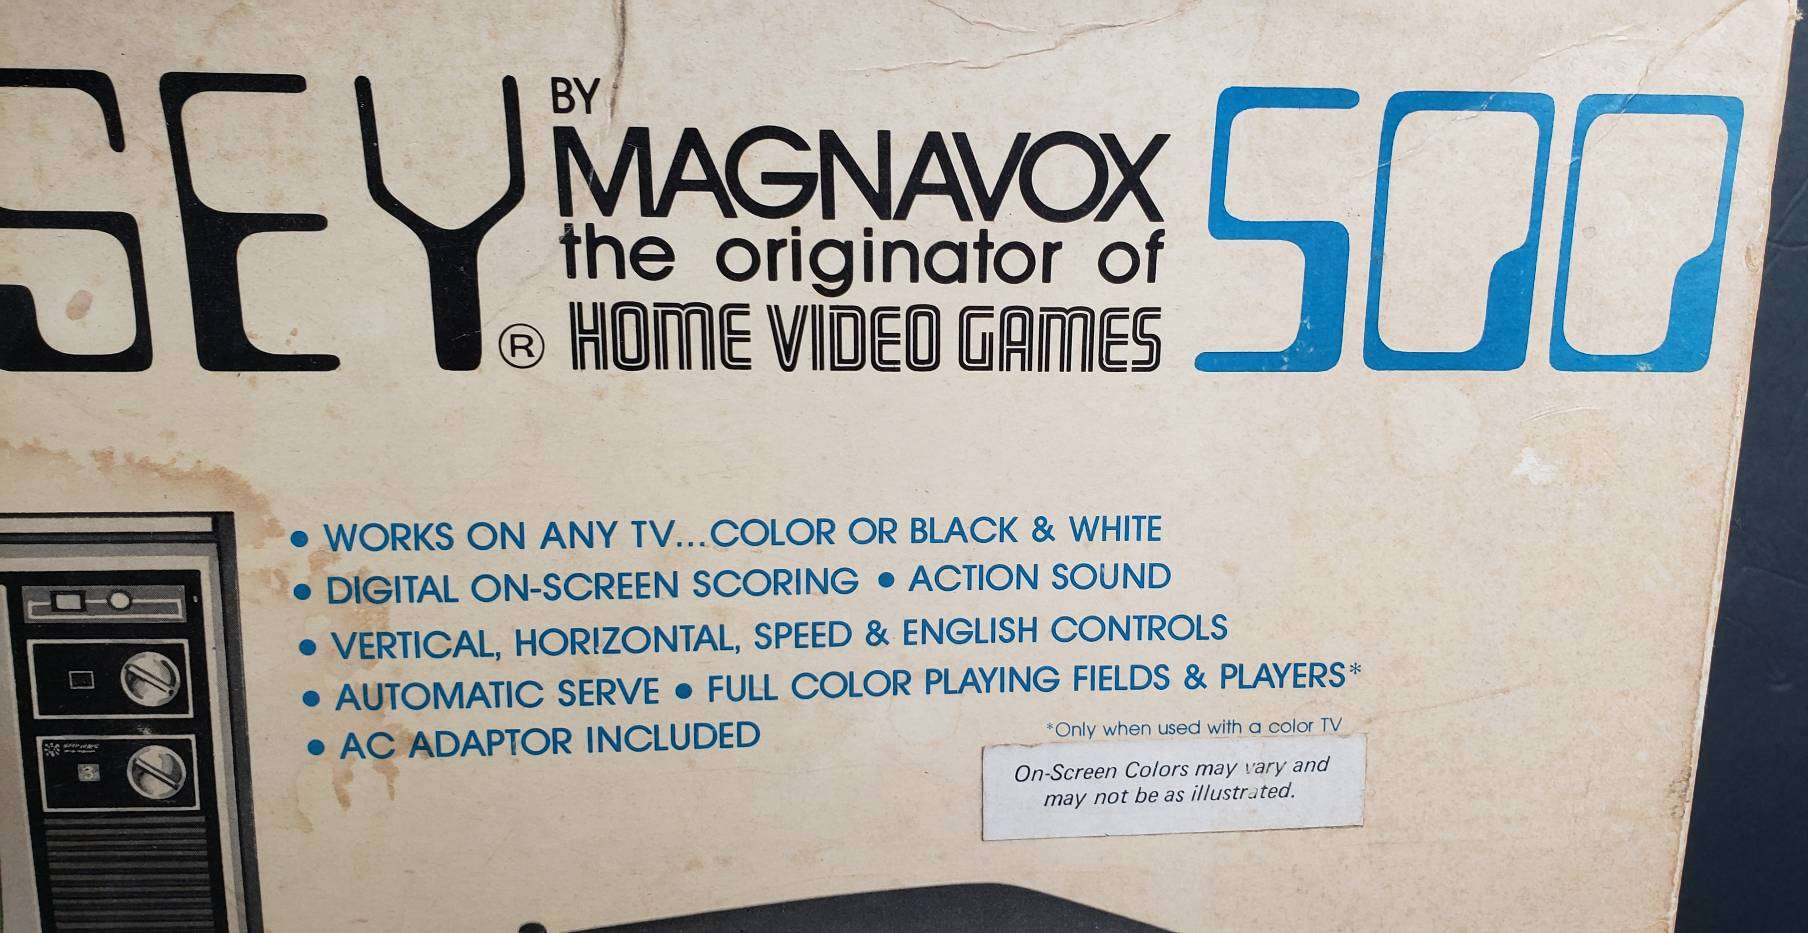 SEY® BY MAGNAVOX 500
the originator of
HOME VIDEO GAMES
• WORKS ON ANY TV...COLOR OR BLACK & WHITE
• DIGITAL ON-SCREEN SCORING • ACTION SOUND
• VERTICAL, HORIZONTAL, SPEED & ENGLISH CONTROLS
• AUTOMATIC SERVE • FULL COLOR PLAYING FIELDS & PLAYERS*
• AC ADAPTOR INCLUDED
*Only when used with a color TV
On-Screen Colors may vary and
may not be as illustrated.
3